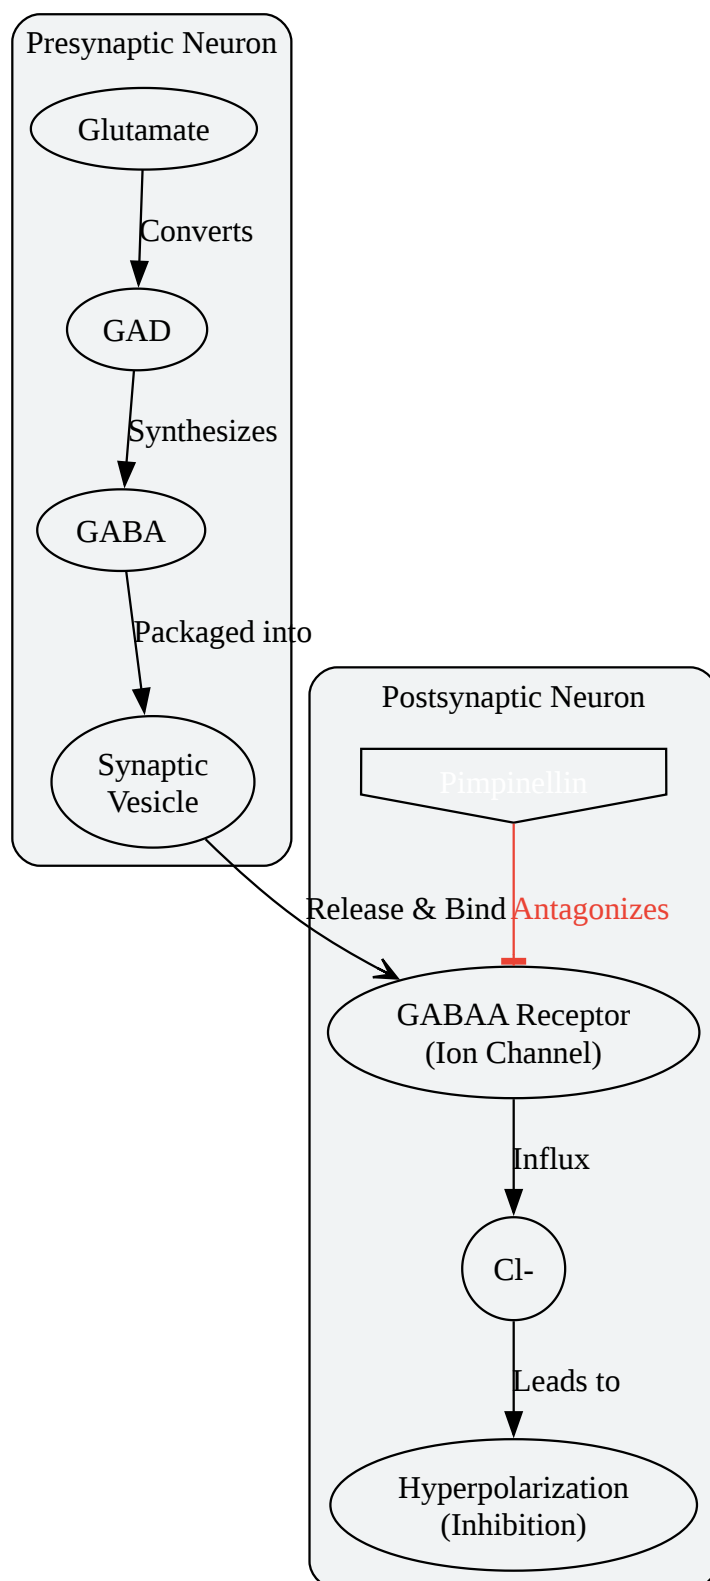 Presynaptic Neuron
Glutamate
Converts
GAD
Synthesizes
GABA
Packaged into
Synaptic
Vesicle
Postsynaptic Neuron
Pimpinellin
Release & Bind
Antagonizes
GABAA Receptor
(Ion Channel)
Influx
Cl-
Leads to
Hyperpolarization
(Inhibition)